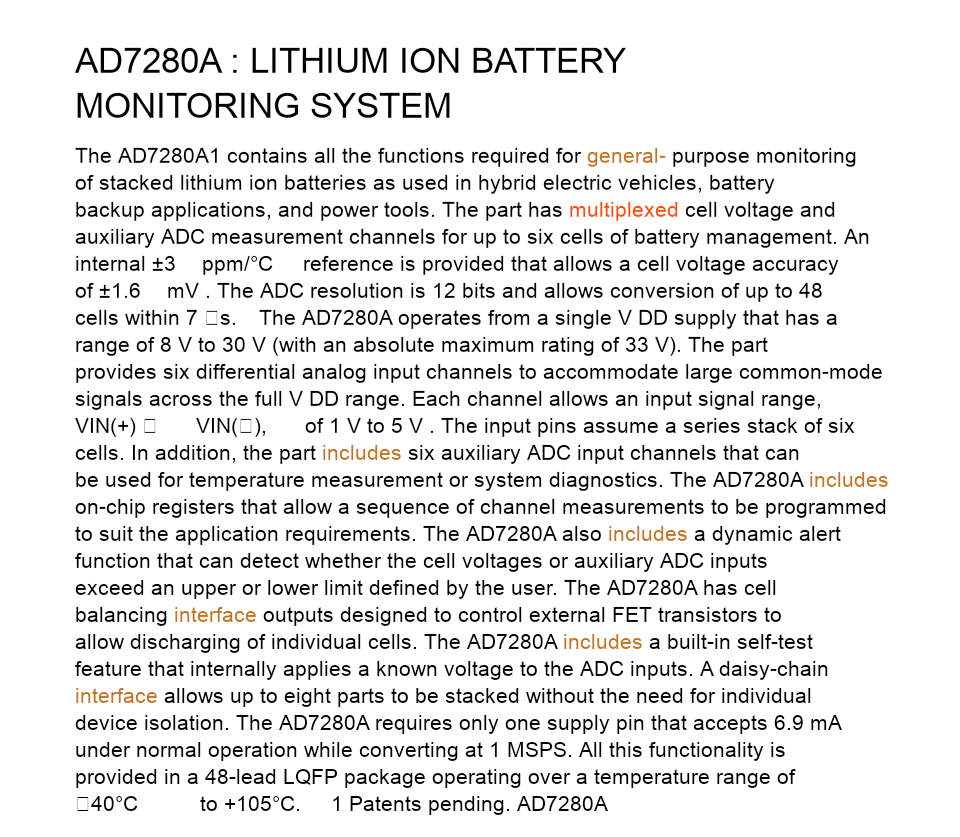 AD7280A : LITHIUM ION BATTERY
MONITORING SYSTEM
The AD7280A1 contains all the functions required for general- purpose monitoring
of stacked lithium ion batteries as used in hybrid electric vehicles, battery
backup applications, and power tools. The part has multiplexed cell voltage and
auxiliary ADC measurement channels for up to six cells of battery management. An
internal ±3 ppm/°C reference is provided that allows a cell voltage accuracy
of ±1.6 mV . The ADC resolution is 12 bits and allows conversion of up to 48
cells within 7 □s. The AD7280A operates from a single V DD supply that has a
range of 8 V to 30 V (with an absolute maximum rating of 33 V). The part
provides six differential analog input channels to accommodate large common-mode
signals across the full V DD range. Each channel allows an input signal range,
VIN(+) □ VIN(□), of 1 V to 5 V . The input pins assume a series stack of six
cells. In addition, the part includes six auxiliary ADC input channels that can
be used for temperature measurement or system diagnostics. The AD7280A includes
on-chip registers that allow a sequence of channel measurements to be programmed
to suit the application requirements. The AD7280A also includes a dynamic alert
function that can detect whether the cell voltages or auxiliary ADC inputs
exceed an upper or lower limit defined by the user. The AD7280A has cell
balancing interface outputs designed to control external FET transistors to
allow discharging of individual cells. The AD7280A includes a built-in self-test
feature that internally applies a known voltage to the ADC inputs. A daisy-chain
interface allows up to eight parts to be stacked without the need for individual
device isolation. The AD7280A requires only one supply pin that accepts 6.9 mA
under normal operation while converting at 1 MSPS. All this functionality is
provided in a 48-lead LQFP package operating over a temperature range of
□40°C to +105°C. 1 Patents pending. AD7280A